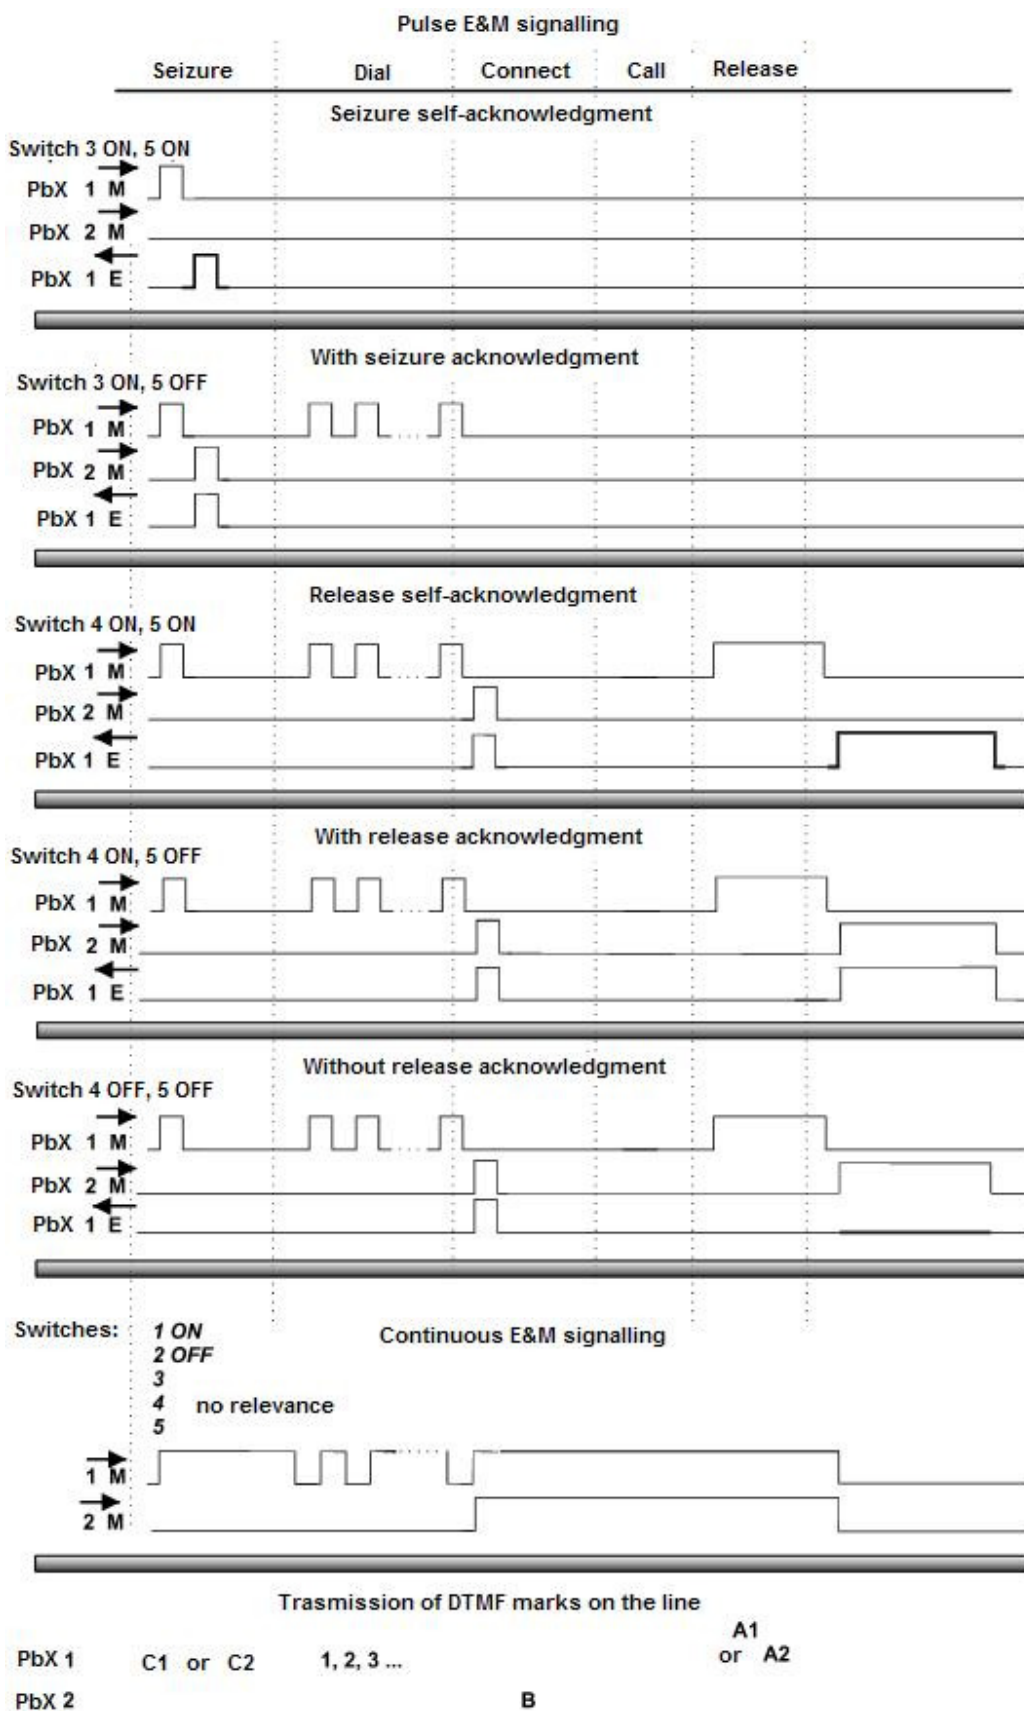 Pulse E&M signalling
Seizure Dial Connect Call Release
Seizure self-acknowledgment
Switch 3 ON, 5 ON
PbX 1 M
PbX 2 M
PbX 1 E
With seizure acknowledgment
Switch 3 ON, 5 OFF
PbX 1 M
PbX 2 M
PbX 1 E
Release self-acknowledgment
Switch 4 ON, 5 ON
PbX 1 M
PbX 2 M
PbX 1 E
With release acknowledgment
Switch 4 ON, 5 OFF
PbX 1 M
PbX 2 M
PbX 1 E
Without release acknowledgment
Switch 4 OFF, 5 OFF
PbX 1 M
PbX 2 M
PbX 1 E
Switches: 1 ON Continuous E&M signalling
2 OFF
3
4 no relevance
5
1 M
2 M
Trasmission of DTMF marks on the line
A1
PbX 1 C1 or C2 1, 2, 3 ... or A2
PbX 2 B